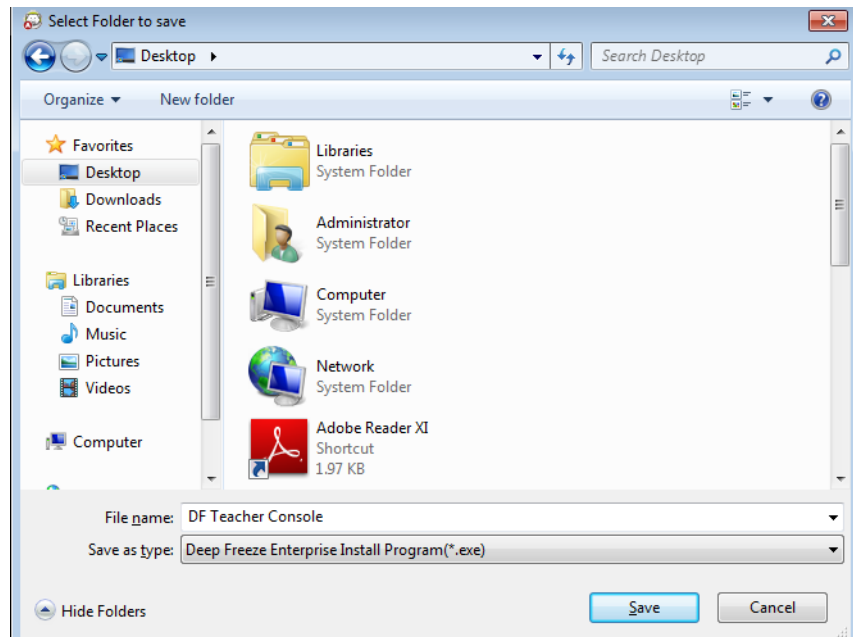 Select Folder to save
Desktop
Search Desktop
Organize
New folder
Favorites
Desktop
Downloads
Recent Places
Libraries
Documents
Music
Pictures
Videos
Computer
Libraries
System Folder
Administrator
System Folder
Computer
System Folder
Network
System Folder
Adobe Reader XI
Shortcut
1.97 KB
File name: DF Teacher Console
Save as type: Deep Freeze Enterprise Install Program(*.exe)
Hide Folders
Save
Cancel